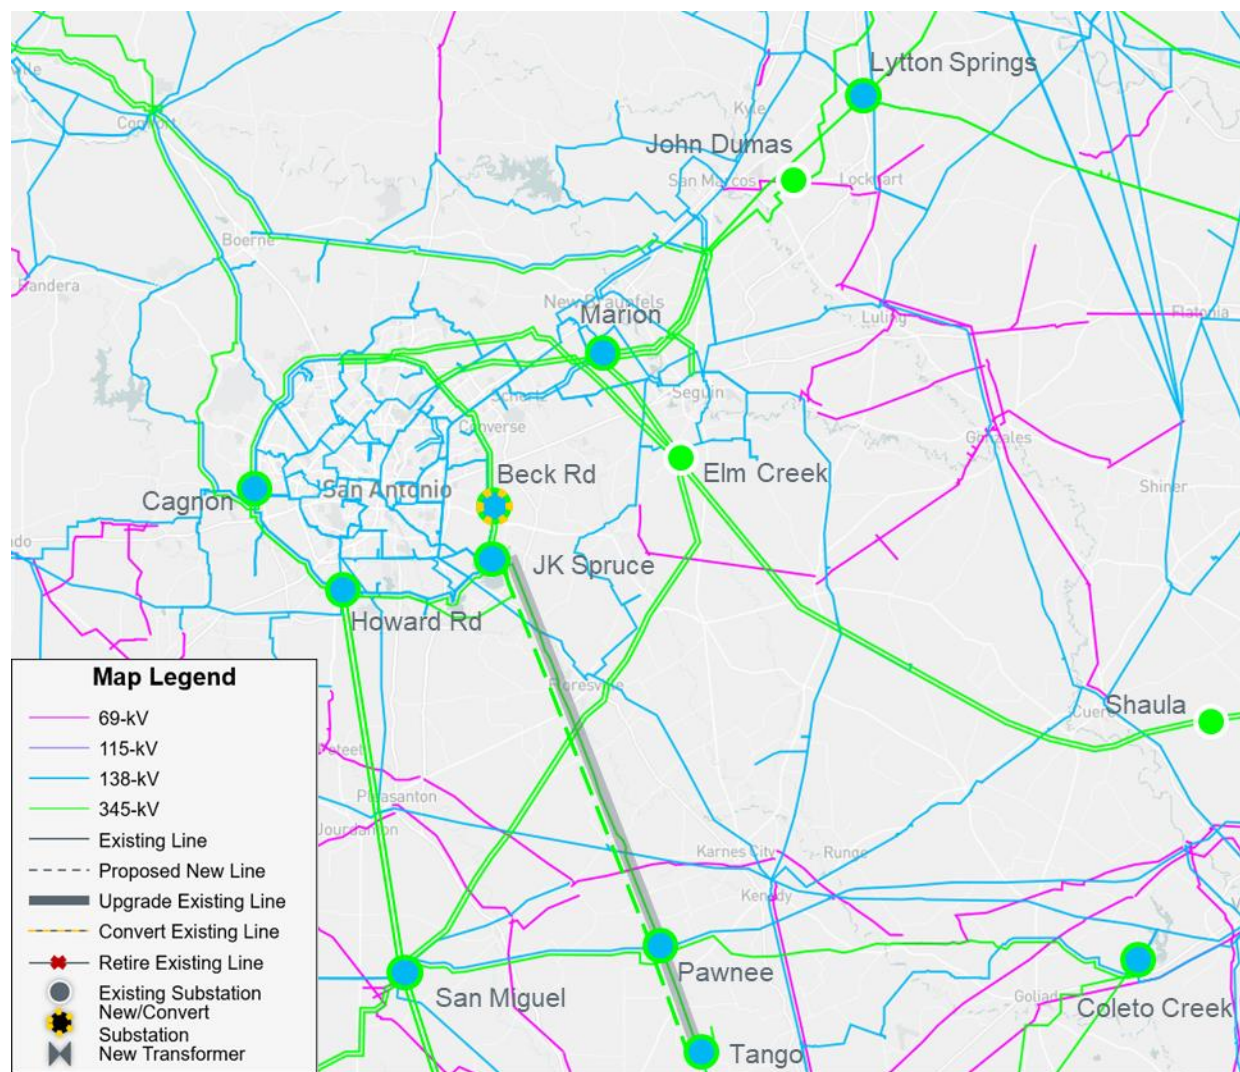 Lytton Springs
Kyle
Comfort
John Dumas
San Marcos
Lockhart
Boerne
Bandera
New Braunfels
Marion
Luling
Flatonia
Schertz
Seguin
Converse
Gonzales
Cagnon
San Antonio
Beck Rd
Elm Creek
Shiner
JK Spruce
Howard Rd
Floresville
Shaula
Cuero
Map Legend
69-kV
115-kV
138-kV
345-kV
Existing Line
Proposed New Line
Upgrade Existing Line
Convert Existing Line
Retire Existing Line
Existing Substation
New/Convert
Substation
New Transformer
Poteet
Pleasanton
Jourdanton
Karnes City
Runge
Kenedy
San Miguel
Pawnee
Goliad
Coleto Creek
Tango